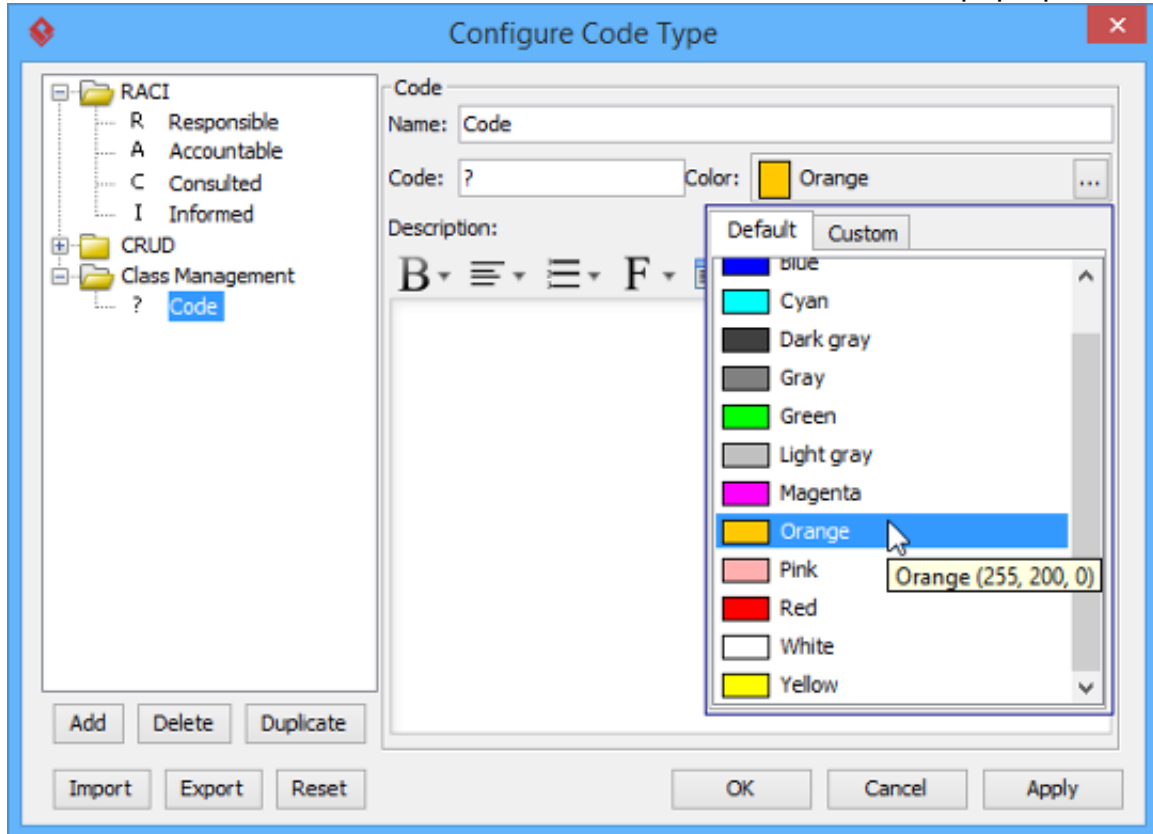 Configure Code Type
RACI
R Responsible
A Accountable
C Consulted
I Informed
CRUD
Class Management
? Code
Add Delete Duplicate
Import Export Reset
Code
Name: Code
Code: ? Color: Orange ...
Description:
B F
Default Custom
Blue
Cyan
Dark gray
Gray
Green
Light gray
Magenta
Orange
Pink
Orange (255, 200, 0)
Red
White
Yellow
OK Cancel Apply